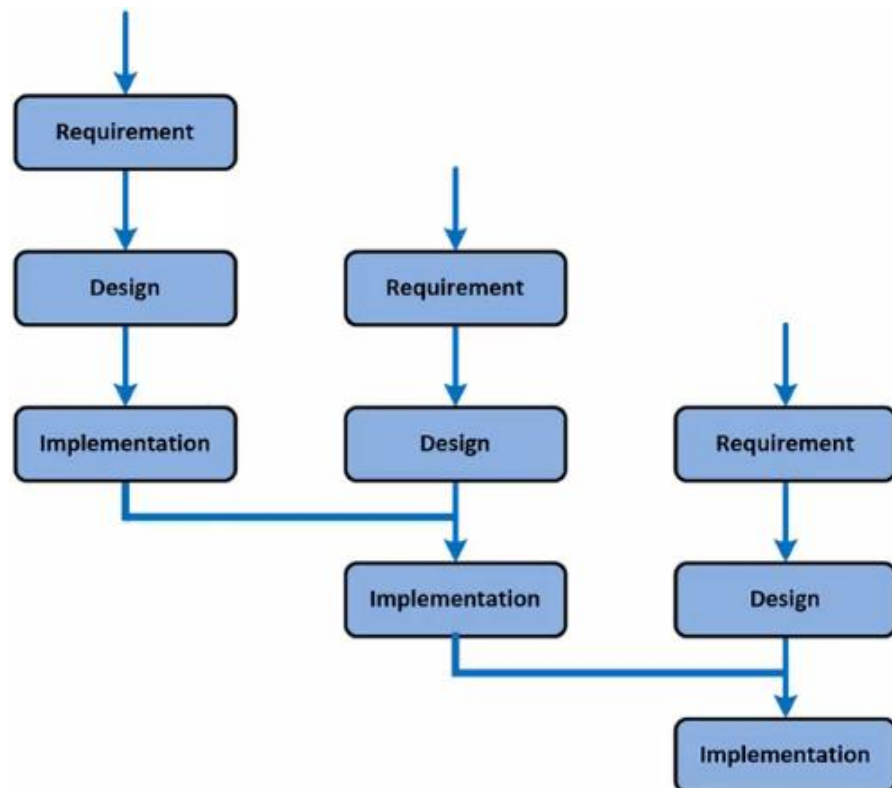 Requirement
Design
Requirement
Implementation
Design
Requirement
Implementation
Design
Implementation